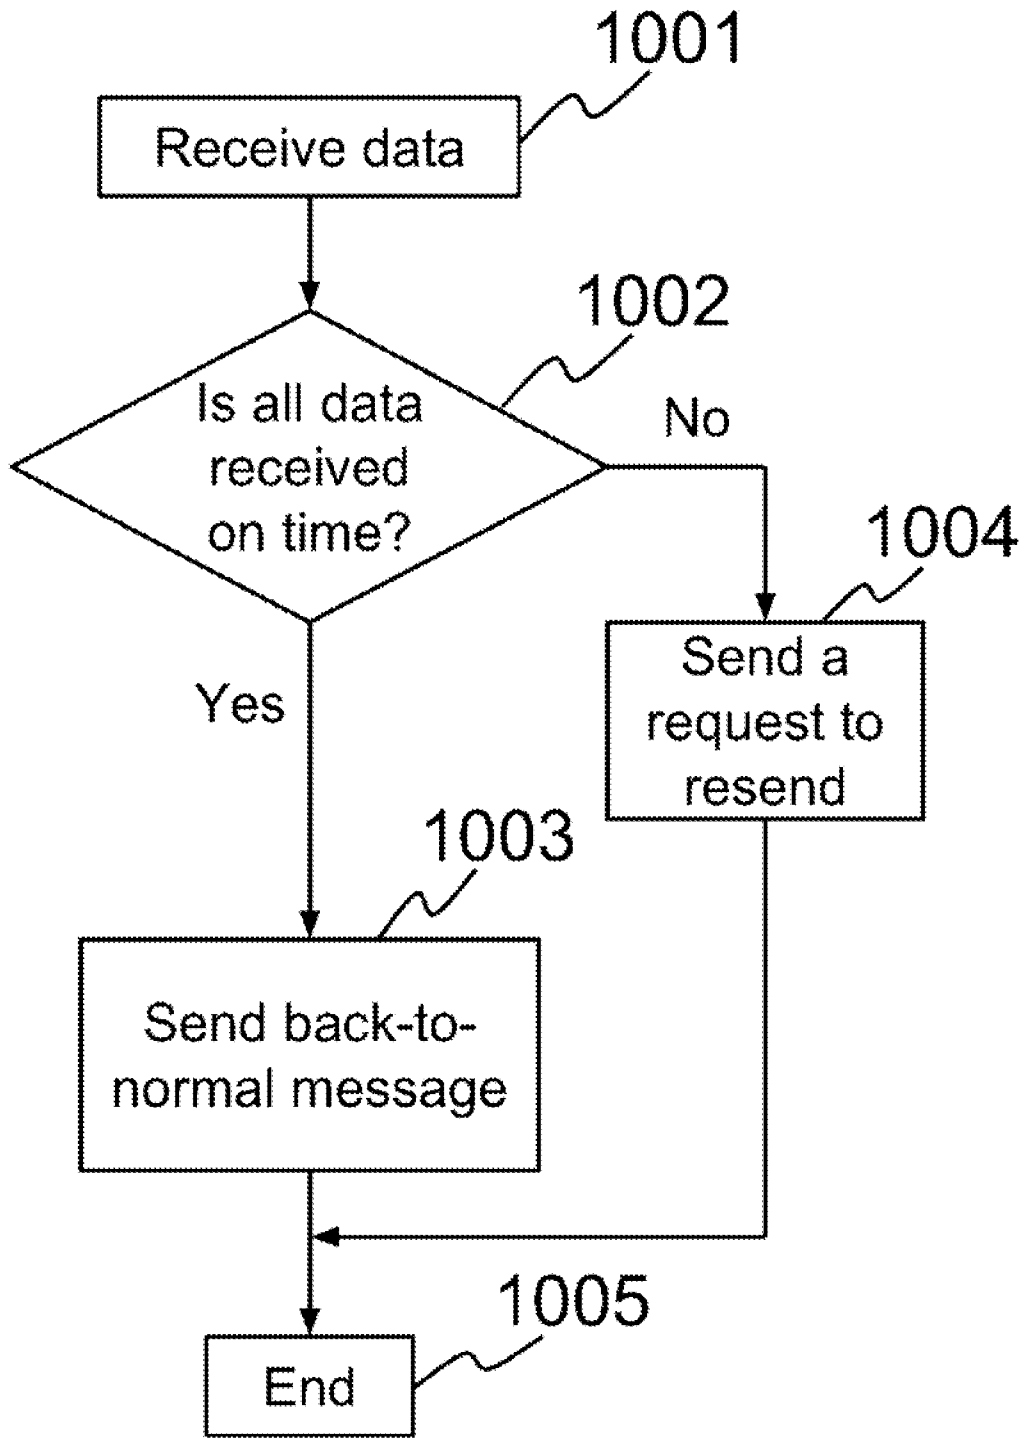 1001
Receive data
1002
Is all data
received
on time?
No
1004
Send a
request to
resend
Yes
1003
Send back-to-
normal message
1005
End